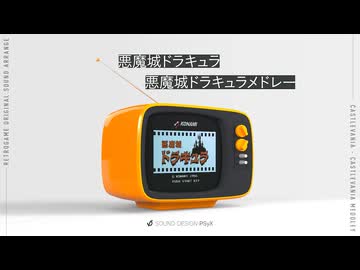 悪魔城ドラキュラ
悪魔城ドラキュラメドレー
RETROGAME ORIGINAL SOUND ARRANGE
CASTLEVANIA - CASTLEVANIA MEDOLEY
KONAMI
悪魔城
ドラキュラ
PUSH START KEY
SOUND DESIGN PSyX